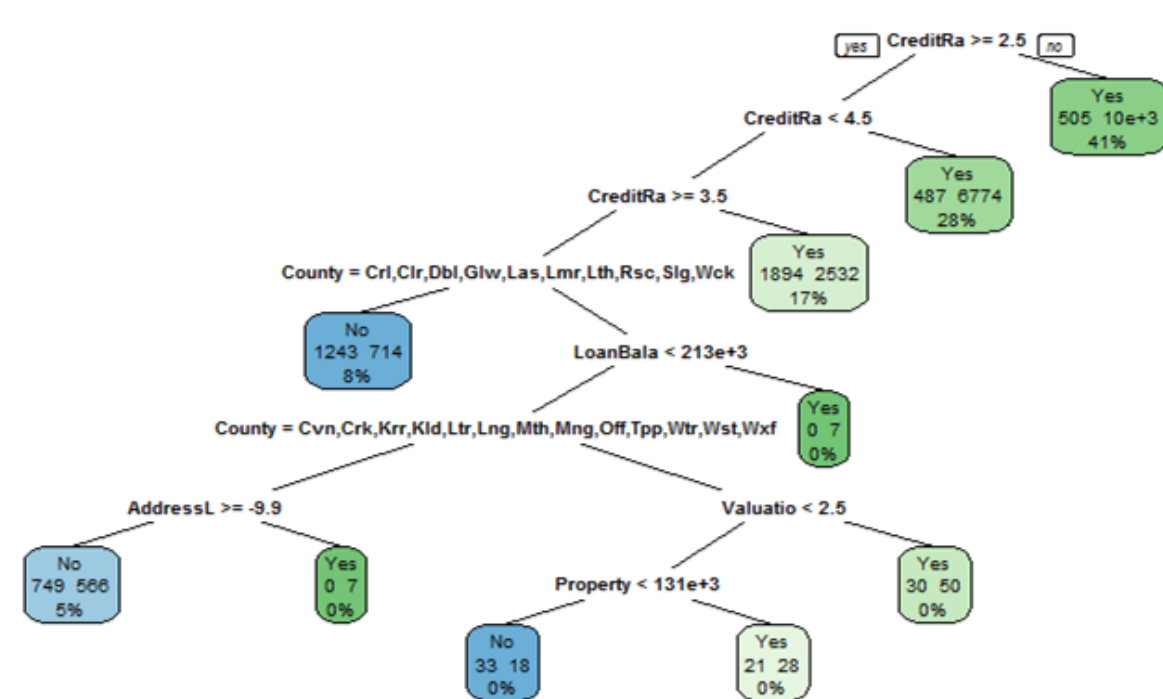 yes CreditRa >= 2.5 no
Yes
505 10e+3
41%
CreditRa < 4.5
Yes
487 6774
28%
CreditRa >= 3.5
Yes
1894 2532
17%
County = Crl,Clr,Dbl,Glw,Las,Lmr,Lth,Rsc,Slg,Wck
No
1243 714
8%
LoanBala < 213e+3
Yes
0 7
0%
County = Cvn,Crk,Krr,Kld,Ltr,Lng,Mth,Mng,Off,Tpp,Wtr,Wst,Wxf
AddressL >= -9.9
No
749 566
5%
Yes
0 7
0%
Valuatio < 2.5
Yes
30 50
0%
Property < 131e+3
No
33 18
0%
Yes
21 28
0%